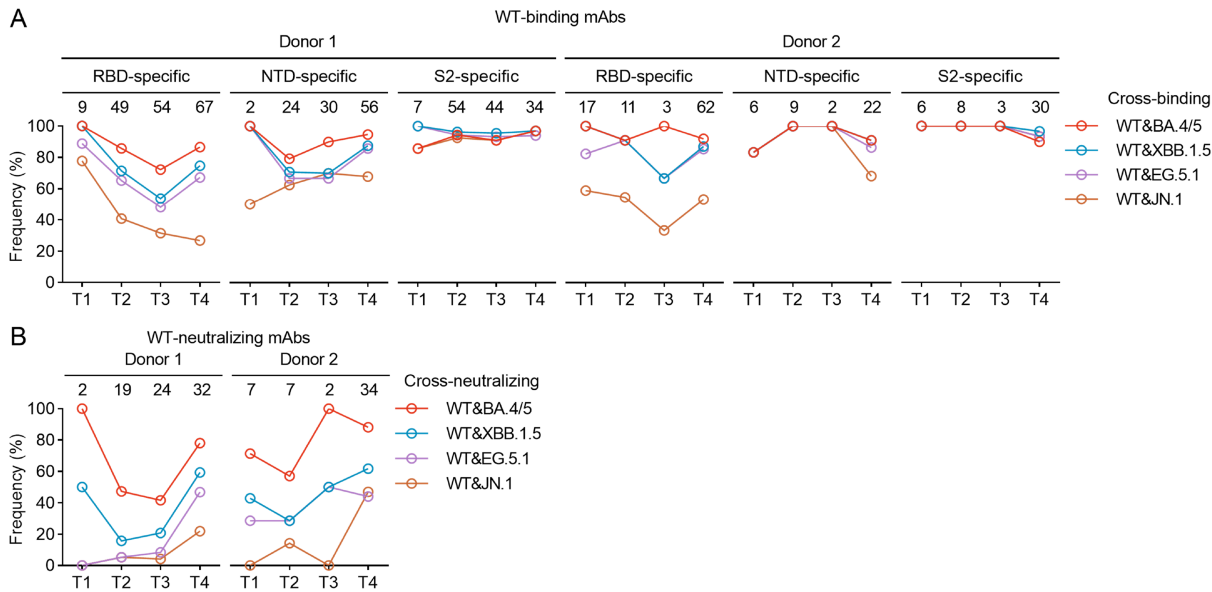 A
WT-binding mAbs
Donor 1
Donor 2
RBD-specific NTD-specific S2-specific RBD-specific NTD-specific S2-specific
9 49 54 67 2 24 30 56 7 54 44 34 17 11 3 62 6 9 2 22 6 8 3 30
Cross-binding
WT&BA.4/5
WT&XBB.1.5
WT&EG.5.1
WT&JN.1
Frequency (%)
100
80
60
40
20
0
T1 T2 T3 T4 T1 T2 T3 T4 T1 T2 T3 T4 T1 T2 T3 T4 T1 T2 T3 T4 T1 T2 T3 T4
B
WT-neutralizing mAbs
Donor 1 Donor 2
2 19 24 32 7 7 2 34
Cross-neutralizing
WT&BA.4/5
WT&XBB.1.5
WT&EG.5.1
WT&JN.1
Frequency (%)
100
80
60
40
20
0
T1 T2 T3 T4 T1 T2 T3 T4